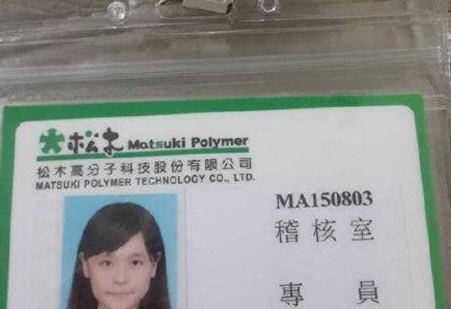 松木 Matsuki Polymer
松木高分子科技股份有限公司
MATSUKI POLYMER TECHNOLOGY CO., LTD.
MA150803
稽核室
專 員